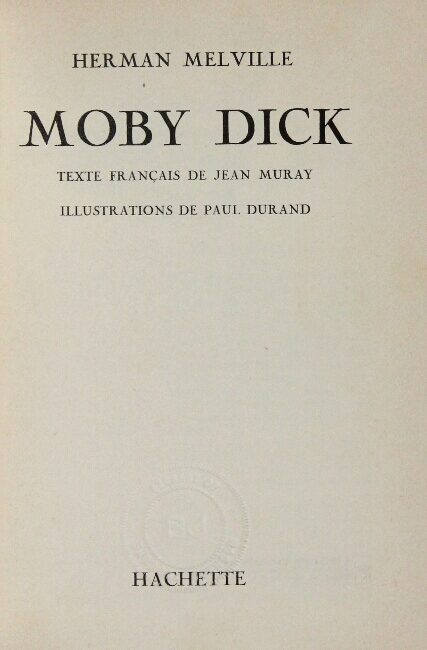 HERMAN MELVILLE
MOBY DICK
TEXTE FRANÇAIS DE JEAN MURAY
ILLUSTRATIONS DE PAUL DURAND
HACHETTE